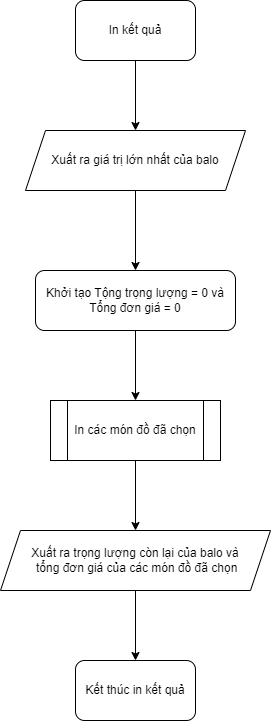 In kết quả
Xuất ra giá trị lớn nhất của balo
Khởi tạo Tộng trọng lượng = 0 và
Tổng đơn giá = 0
In các món đồ đã chọn
Xuất ra trọng lượng còn lại của balo và
tổng đơn giá của các món đồ đã chọn
Kết thúc in kết quả